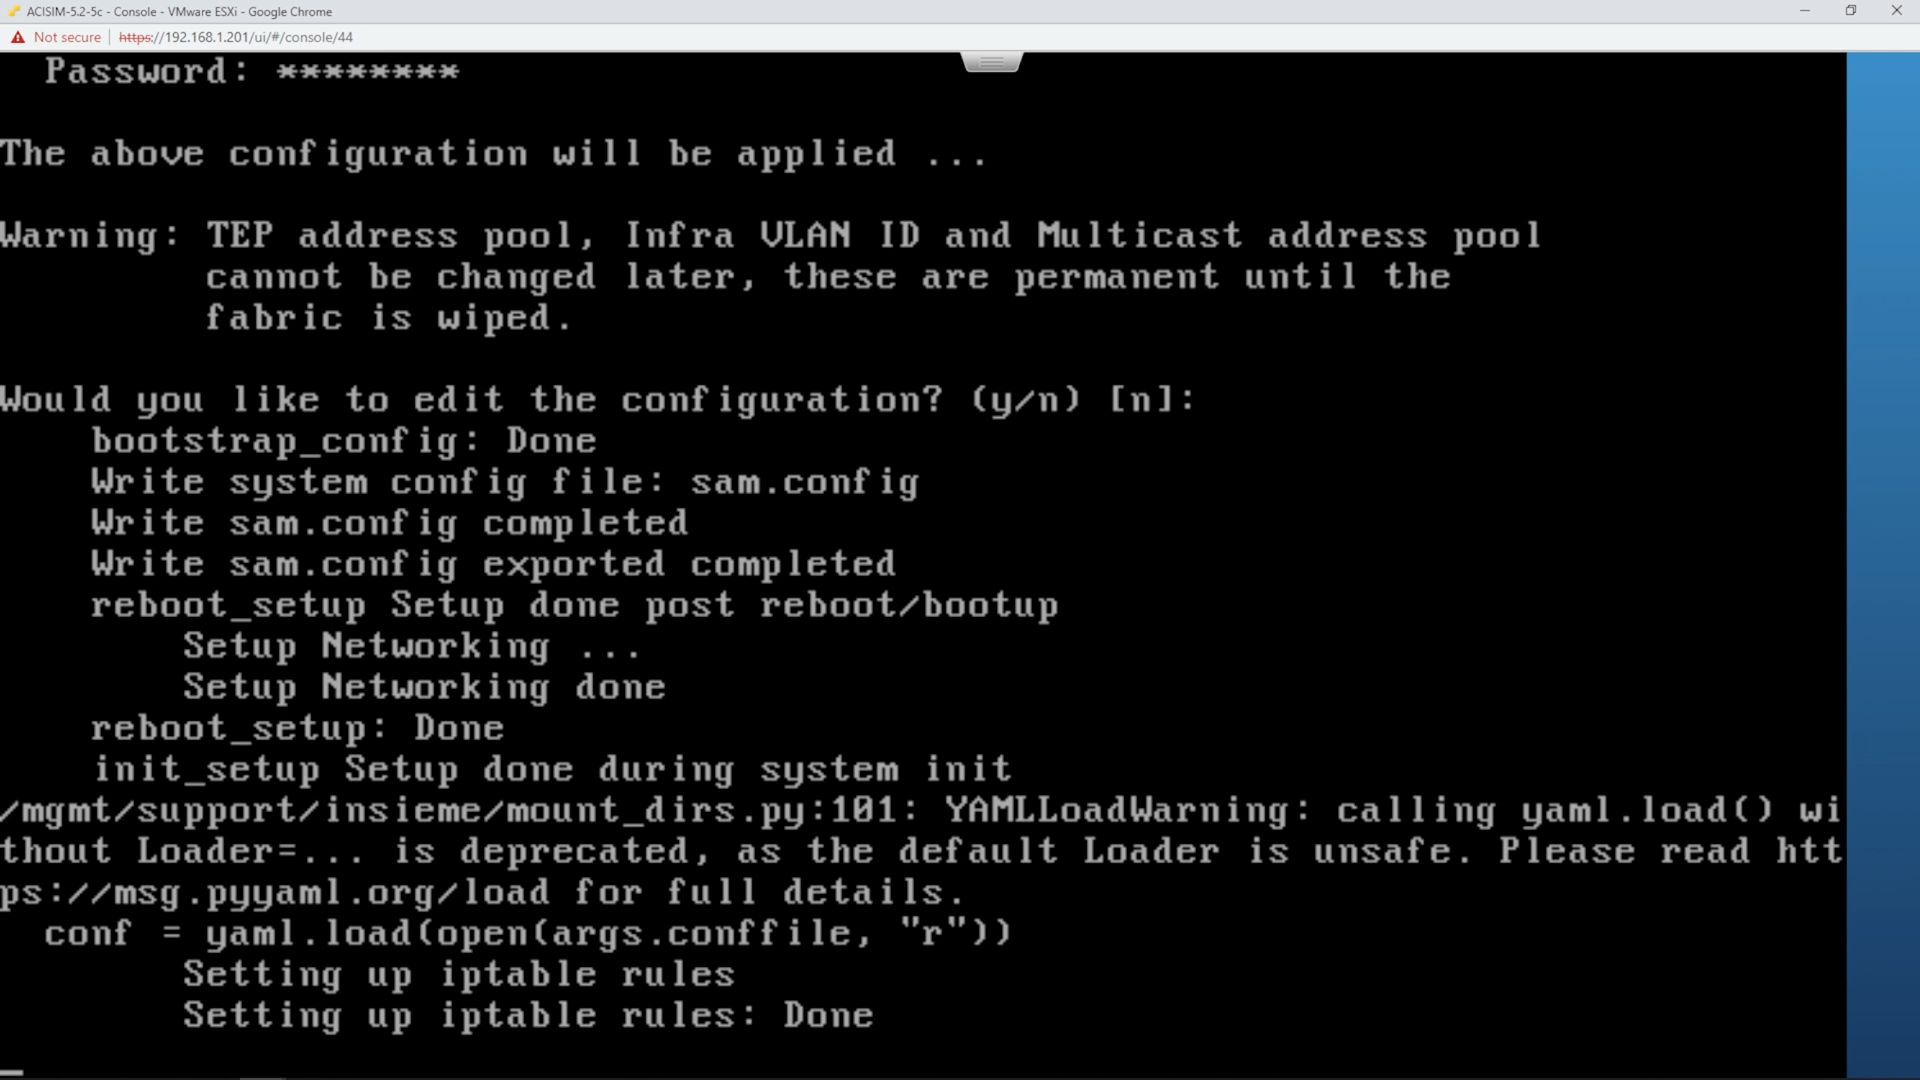 ACISIM-5.2-5c - Console - VMware ESXi - Google Chrome
Not secure | https://192.168.1.201/ui/#/console/44
Password: ********
The above configuration will be applied ...
Warning: TEP address pool, Infra VLAN ID and Multicast address pool
cannot be changed later, these are permanent until the
fabric is wiped.
Would you like to edit the configuration? (y/n) [n]:
bootstrap_config: Done
Write system config file: sam.config
Write sam.config completed
Write sam.config exported completed
reboot_setup Setup done post reboot/bootup
Setup Networking ...
Setup Networking done
reboot_setup: Done
init_setup Setup done during system init
/mgmt/support/insieme/mount_dirs.py:101: YAMLLoadWarning: calling yaml.load() wi
thout Loader=... is deprecated, as the default Loader is unsafe. Please read htt
ps://msg.pyyaml.org/load for full details.
conf = yaml.load(open(args.conffile, "r"))
Setting up iptable rules
Setting up iptable rules: Done